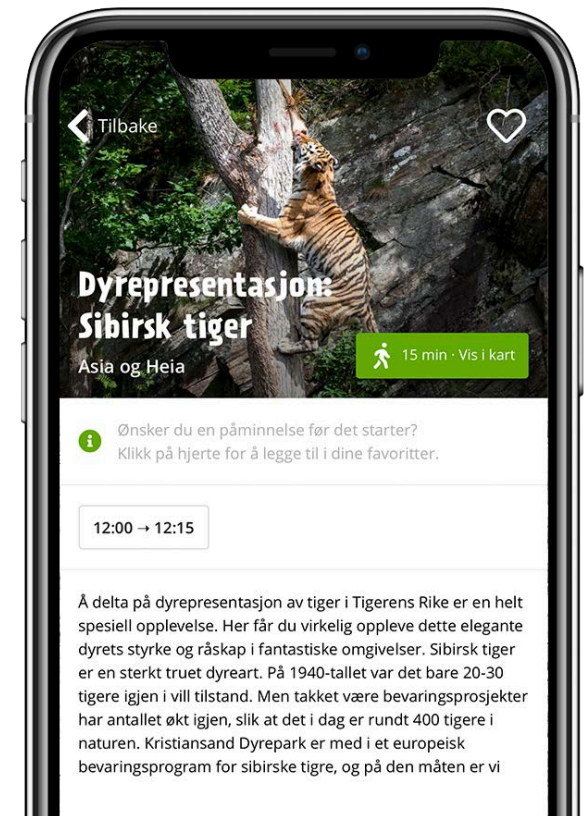 Tilbake
Dyrepresentasjon:
Sibirsk tiger
Asia og Heia
15 min · Vis i kart
Ønsker du en påminnelse før det starter?
Klikk på hjerte for å legge til i dine favoritter.
12:00 → 12:15
Å delta på dyrepresentasjon av tiger i Tigerens Rike er en helt
spesiell opplevelse. Her får du virkelig oppleve dette elegante
dyrets styrke og råskap i fantastiske omgivelser. Sibirsk tiger
er en sterkt truet dyreart. På 1940-tallet var det bare 20-30
tigere igjen i vill tilstand. Men takket være bevaringsprosjekter
har antallet økt igjen, slik at det i dag er rundt 400 tigere i
naturen. Kristiansand Dyrepark er med i et europeisk
bevaringsprogram for sibirske tigre, og på den måten er vi